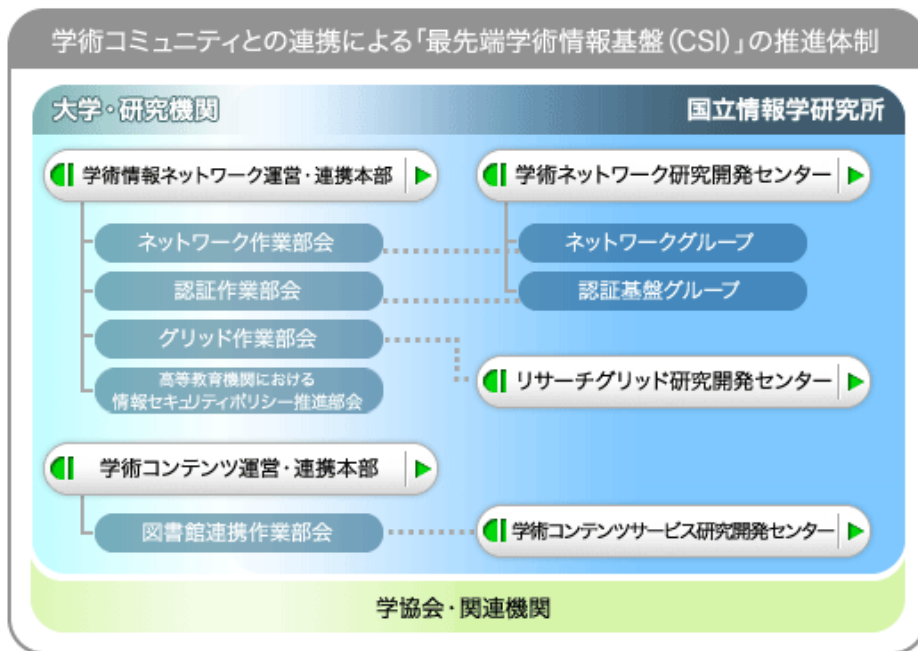 学術コミュニティとの連携による「最先端学術情報基盤(CSI)」の推進体制
大学・研究機関
国立情報学研究所
学術情報ネットワーク運営・連携本部
ネットワーク作業部会
認証作業部会
グリッド作業部会
高等教育機関における
情報セキュリティポリシー推進部会
学術コンテンツ運営・連携本部
図書館連携作業部会
学術ネットワーク研究開発センター
ネットワークグループ
認証基盤グループ
リサーチグリッド研究開発センター
学術コンテンツサービス研究開発センター
学協会・関連機関